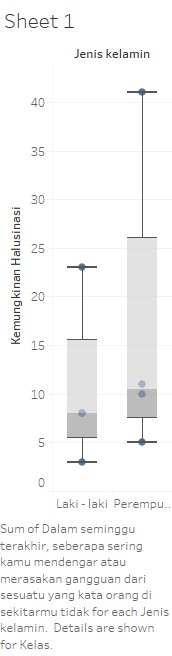 Sheet 1
Jenis kelamin
Kemungkinan Halusinasi
40
35
30
25
20
15
10
5
0
Laki - laki Perempu..
Sum of Dalam seminggu
terakhir, seberapa sering
kamu mendengar atau
merasakan gangguan dari
sesuatu yang kata orang di
sekitarmu tidak for each Jenis
kelamin.  Details are shown
for Kelas.